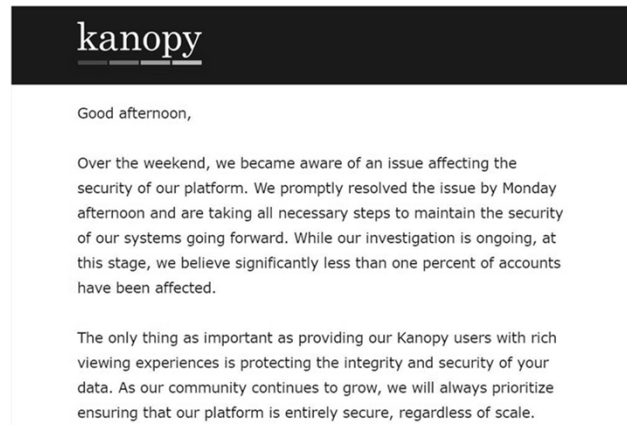 kanopy
Good afternoon,
Over the weekend, we became aware of an issue affecting the
security of our platform. We promptly resolved the issue by Monday
afternoon and are taking all necessary steps to maintain the security
of our systems going forward. While our investigation is ongoing, at
this stage, we believe significantly less than one percent of accounts
have been affected.
The only thing as important as providing our Kanopy users with rich
viewing experiences is protecting the integrity and security of your
data. As our community continues to grow, we will always prioritize
ensuring that our platform is entirely secure, regardless of scale.